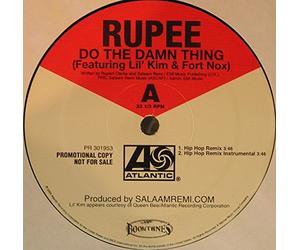 RUPEE
DO THE DAMN THING
(Featuring Lil' Kim & Fort Nox)
A
33 1/3 RPM
PR 301953
PROMOTIONAL COPY
NOT FOR SALE
1. Hip Hop Remix 3:46
2. Hip Hop Remix Instrumental 3:46
ATLANTIC
Produced by SALAAMREMI.COM
Lil' Kim appears courtesy of Queen Bee/Atlantic Recording Corporation